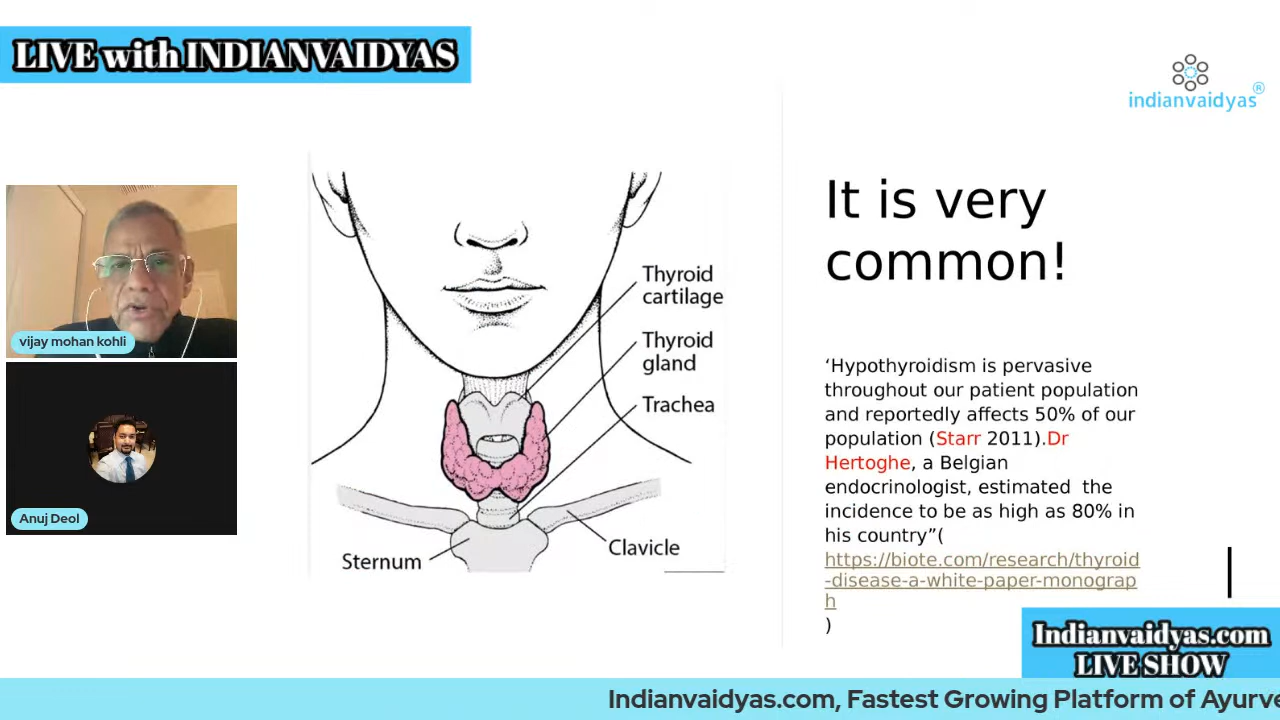 LIVE with INDIANVAIDYAS
indianvaidyas®
vijay mohan kohli
Anuj Deol
Thyroid
cartilage
Thyroid
gland
Trachea
Clavicle
Sternum
It is very
common!
‘Hypothyroidism is pervasive
throughout our patient population
and reportedly affects 50% of our
population (Starr 2011).Dr
Hertoghe, a Belgian
endocrinologist, estimated  the
incidence to be as high as 80% in
his country”(
https://biote.com/research/thyroid
-disease-a-white-paper-monograp
h
)
Indianvaidyas.com
LIVE SHOW
Indianvaidyas.com, Fastest Growing Platform of Ayurve